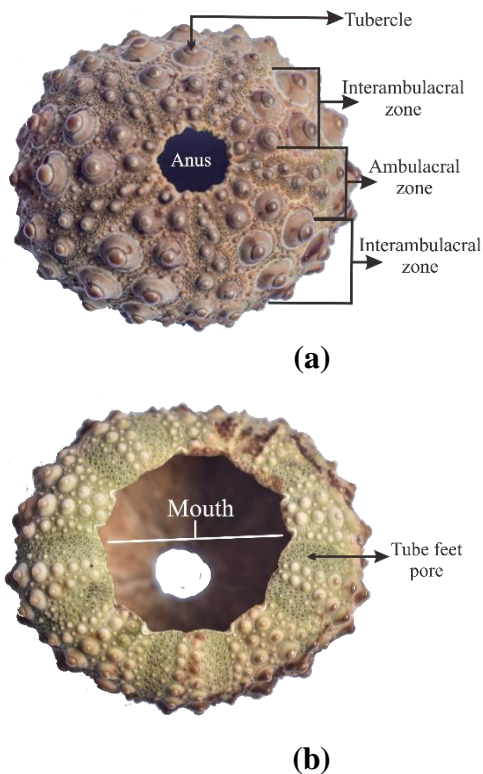 Tubercle
Interambulacral
zone
Anus
Ambulacral
zone
Interambulacral
zone
(a)
Mouth
Tube feet
pore
(b)